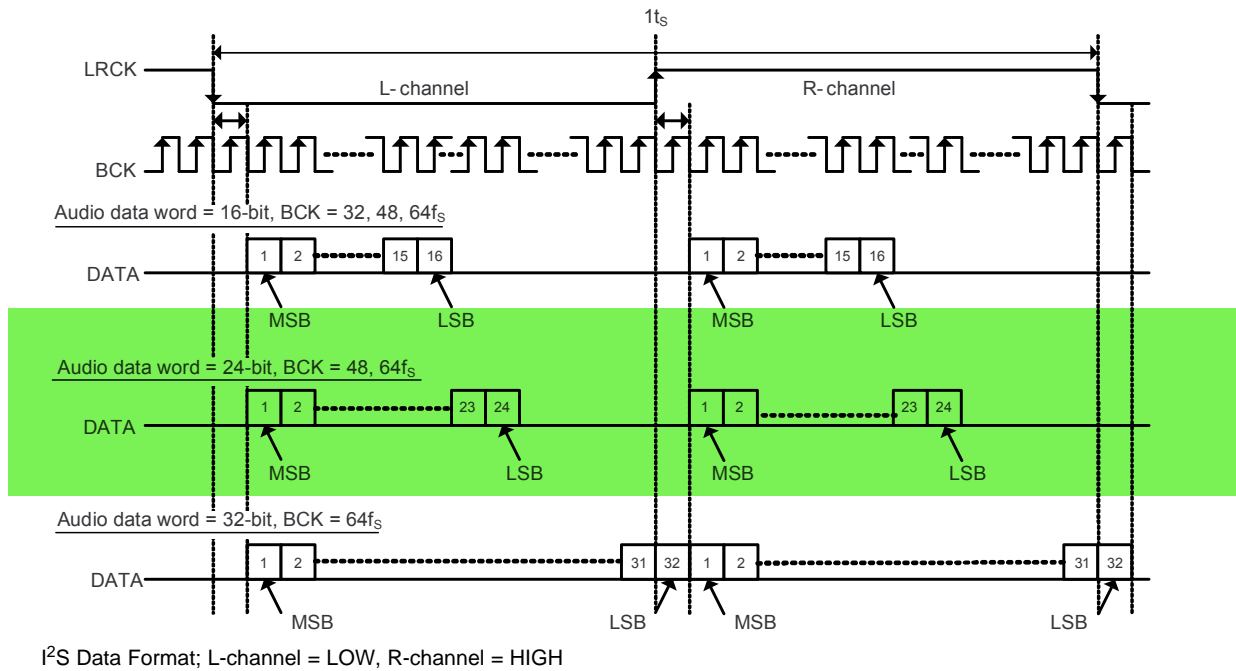 1tS
LRCK
L- channel
R- channel
BCK
Audio data word = 16-bit, BCK = 32, 48, 64fS
DATA
1 2 15 16 1 2 15 16
MSB LSB MSB LSB
Audio data word = 24-bit, BCK = 48, 64fS
DATA
1 2 23 24 1 2 23 24
MSB LSB MSB LSB
Audio data word = 32-bit, BCK = 64fS
DATA
1 2 31 32 1 2 31 32
MSB LSB MSB LSB
I2S Data Format; L-channel = LOW, R-channel = HIGH